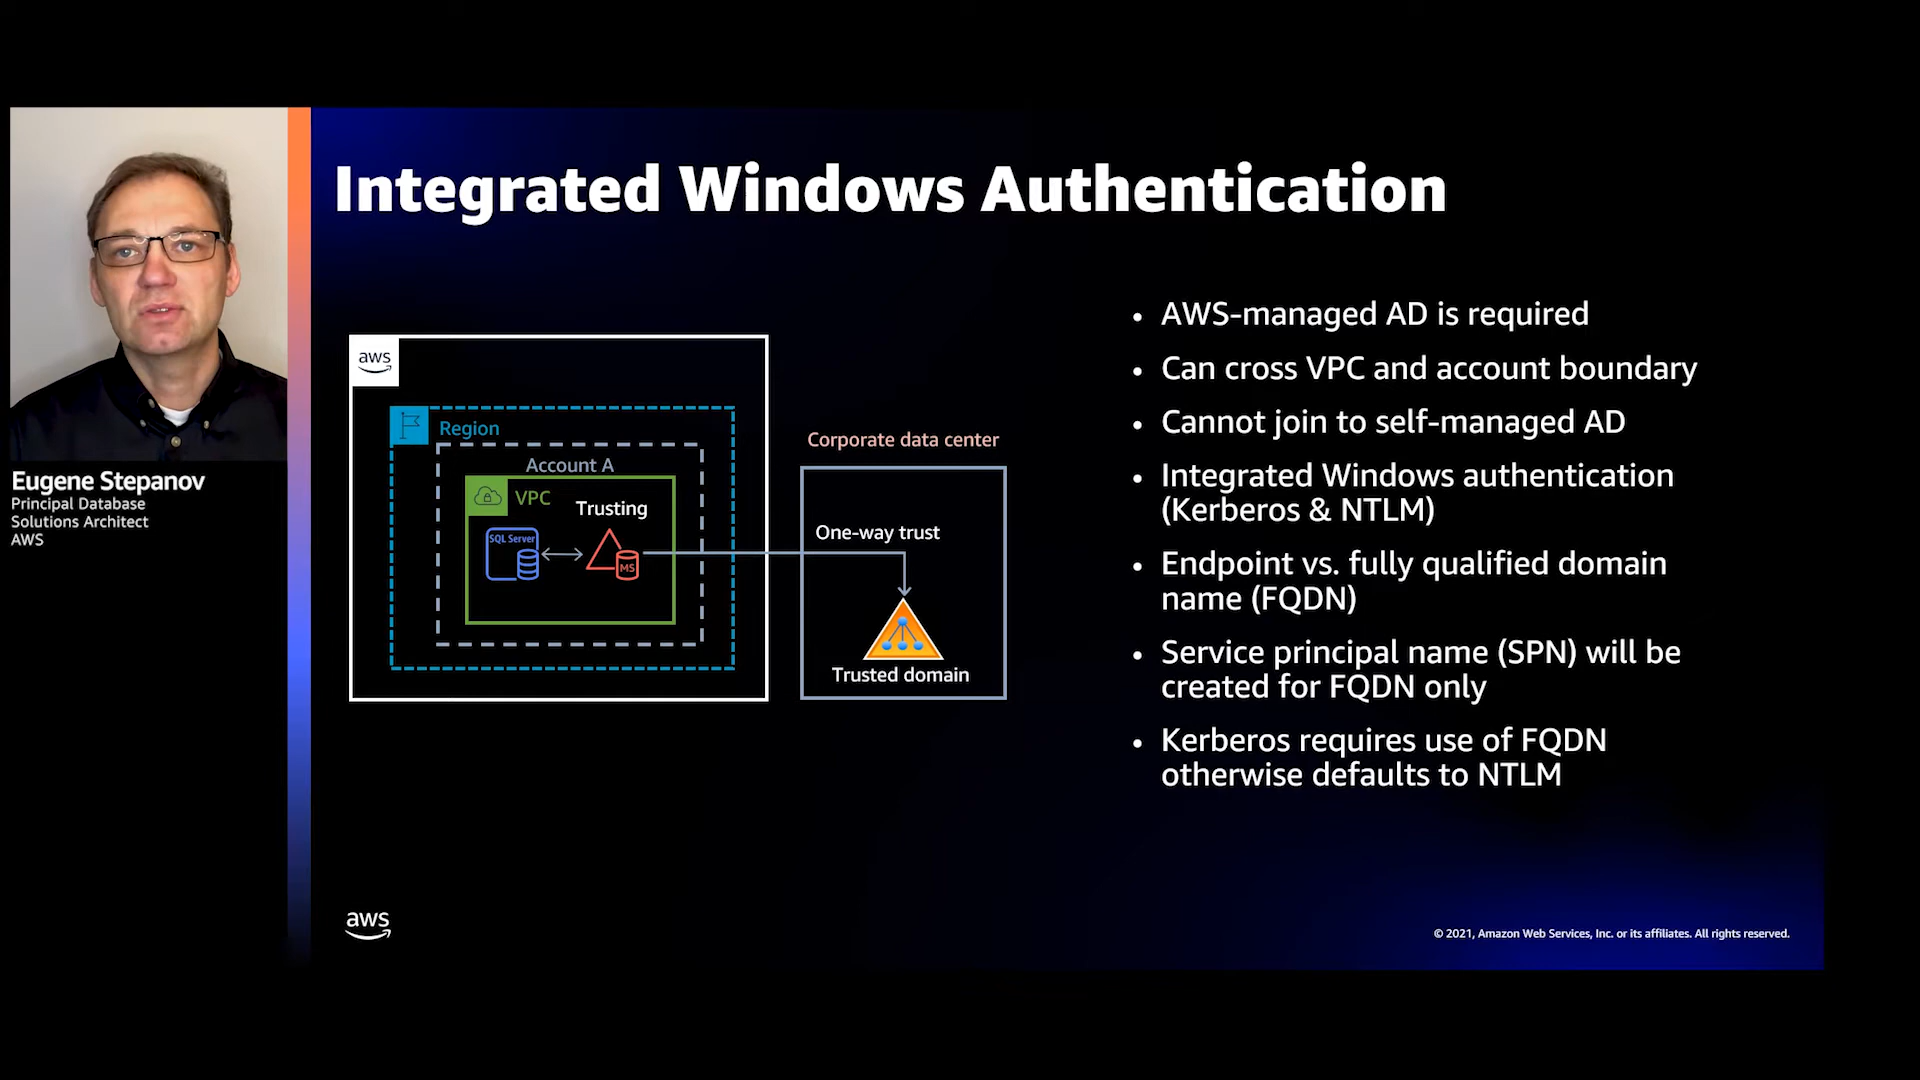 Integrated Windows Authentication
Eugene Stepanov
Principal Database
Solutions Architect
AWS
aws
Region
Account A
VPC
Trusting
SQL Server
MS
Corporate data center
One-way trust
Trusted domain
• AWS-managed AD is required
• Can cross VPC and account boundary
• Cannot join to self-managed AD
• Integrated Windows authentication
(Kerberos & NTLM)
• Endpoint vs. fully qualified domain
name (FQDN)
• Service principal name (SPN) will be
created for FQDN only
• Kerberos requires use of FQDN
otherwise defaults to NTLM
aws
© 2021, Amazon Web Services, Inc. or its affiliates. All rights reserved.